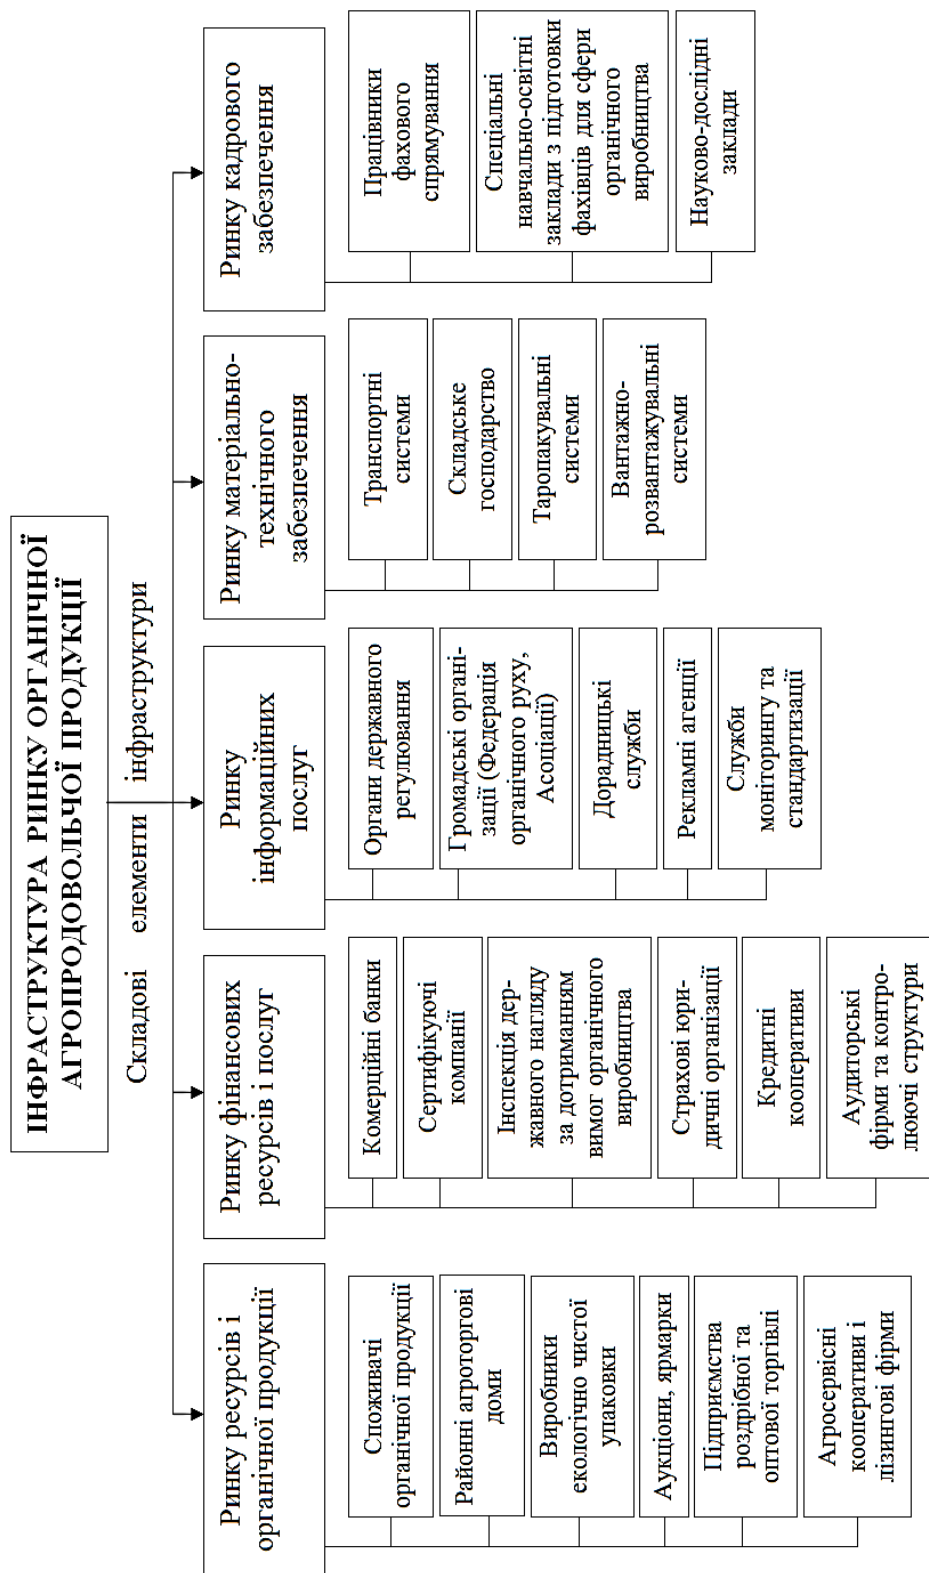 ІНФРАСТРУКТУРА РИНКУ ОРГАНІЧНОЇ
АГРОПРОДОВОЛЬЧОЇ ПРОДУКЦІЇ
Складові елементи інфраструктури
Ринку ресурсів і
органічної продукції
Споживачі
органічної продукції
Районні агроторгові
доми
Виробники
екологічно чистої
упаковки
Аукціони, ярмарки
Підприємства
роздрібної та
оптової торгівлі
Агросервісні
кооперативи і
лізингові фірми
Ринку фінансових
ресурсів і послуг
Комерційні банки
Сертифікуючі
компанії
Інспекція дер-
жавного нагляду
за дотриманням
вимог органічного
виробництва
Страхові юри-
дичні організації
Кредитні
кооперативи
Аудиторські
фірми та контро-
люючі структури
Ринку
інформаційних
послуг
Органи державного
регулювання
Громадські органі-
зації (Федерація
органічного руху,
Асоціації)
Дорадницькі
служби
Рекламні агенції
Служби
моніторингу та
стандартизації
Ринку матеріально-
технічного
забезпечення
Транспортні
системи
Складське
господарство
Таропакувальні
системи
Вантажно-
розвантажувальні
системи
Ринку кадрового
забезпечення
Працівники
фахового
спрямування
Спеціальні
навчально-освітні
заклади з підготовки
фахівців для сфери
органічного
виробництва
Науково-дослідні
заклади